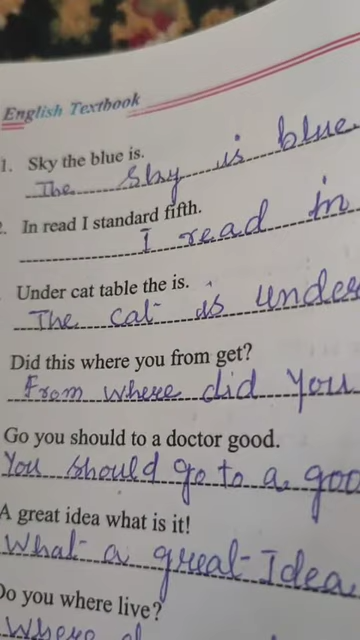 English Textbook
1. Sky the blue is.
The Sky is blue
In read I standard fifth.
I read in
Under cat table the is.
The cat is under
Did this where you from get?
From where did you
Go you should to a doctor good.
You should go to a goo
A great idea what is it!
What a great Idea
Do you where live?
Where